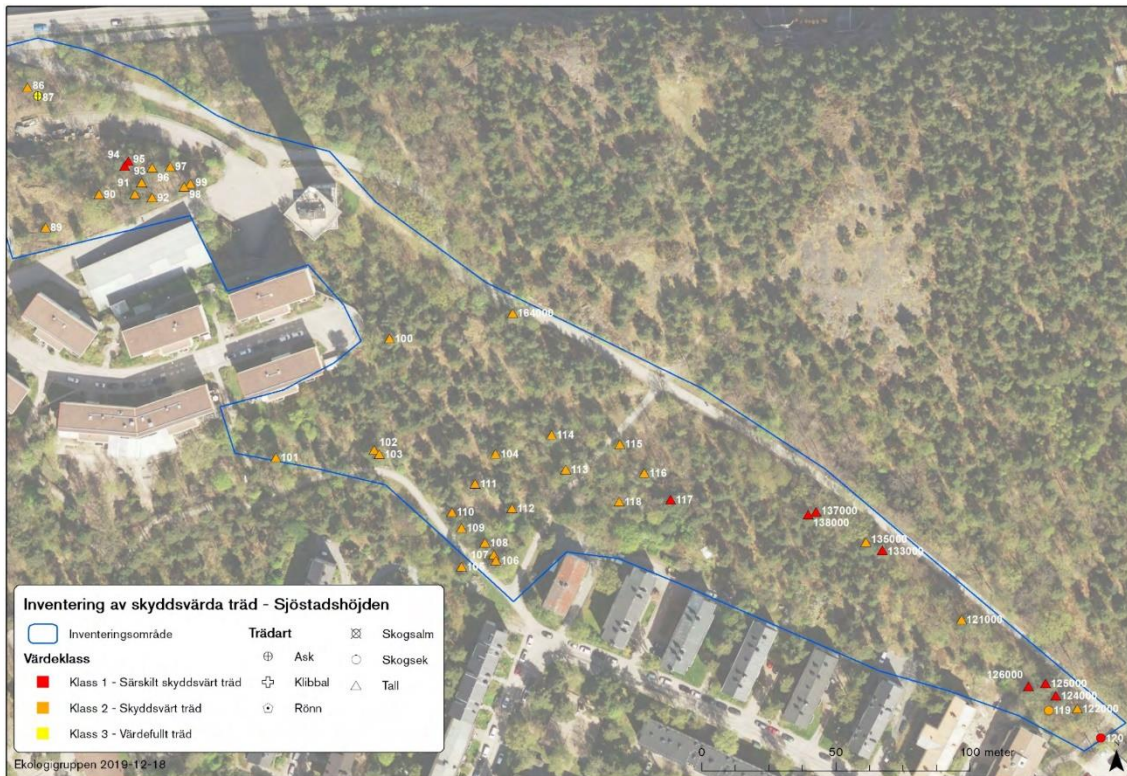 86
87
94
95
93
96
97
91
99
90
92
98
89
164000
100
114
102
103
115
101
104
113
116
111
118
117
110
112
137000
138000
109
108
135000
107
106
133000
121000
126000
125000
124000
119
122000
120
Inventering av skyddsvärda träd - Sjöstadshöjden
Inventeringsområde
Värdeklass
Klass 1 - Särskilt skyddsvärt träd
Klass 2 - Skyddsvärt träd
Klass 3 - Värdefullt träd
Trädart
Ask
Klibbal
Rönn
Skogsalm
Skogsek
Tall
Ekologigruppen 2019-12-18
0 50 100 meter